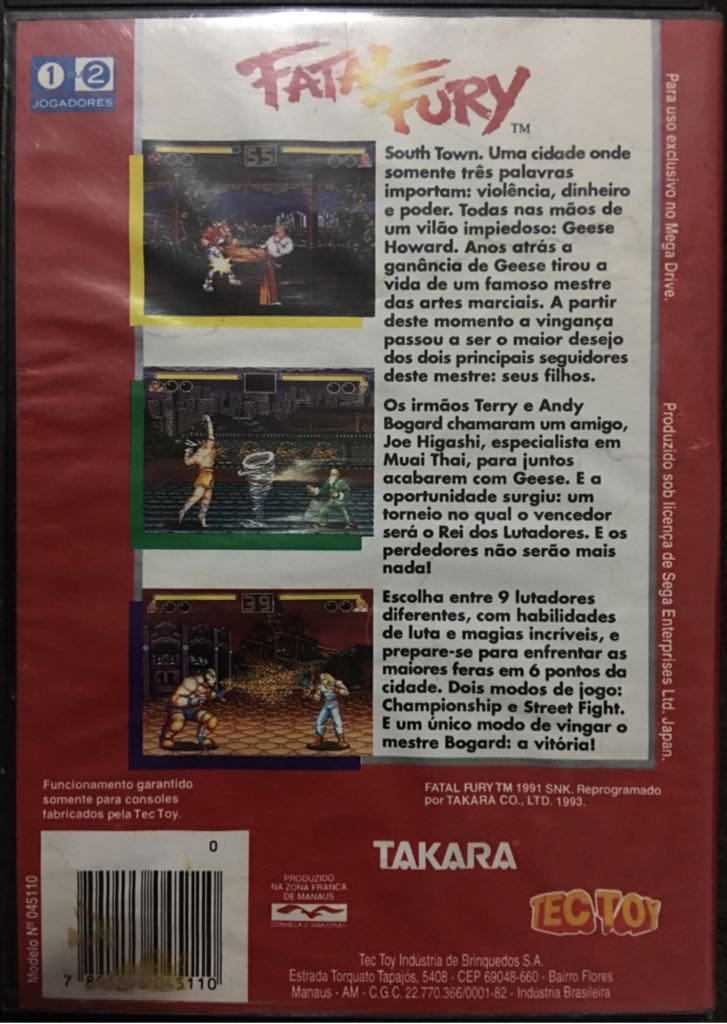 1 ou 2
JOGADORES
FATAL
FURY
TM
55
South Town. Uma cidade onde
somente três palavras
importam: violência, dinheiro
e poder. Todas nas mãos de
um vilão impiedoso: Geese
Howard. Anos atrás a
ganância de Geese tirou a
vida de um famoso mestre
das artes marciais. A partir
deste momento a vingança
passou a ser o maior desejo
dos dois principais seguidores
deste mestre: seus filhos.
Os irmãos Terry e Andy
Bogard chamaram um amigo,
Joe Higashi, especialista em
Muai Thai, para juntos
acabarem com Geese. E a
oportunidade surgiu: um
torneio no qual o vencedor
será o Rei dos Lutadores. E os
perdedores não serão mais
nada!
39
Escolha entre 9 lutadores
diferentes, com habilidades
de luta e magias incríveis, e
prepare-se para enfrentar as
maiores feras em 6 pontos da
cidade. Dois modos de jogo:
Championship e Street Fight.
E um único modo de vingar o
mestre Bogard: a vitória!
Para uso exclusivo no Mega Drive.
Produzido sob licença de Sega Enterprises Ltd. Japan.
Funcionamento garantido
somente para consoles
fabricados pela Tec Toy.
FATAL FURY TM 1991 SNK. Reprogramado
por TAKARA CO., LTD. 1993.
Modelo Nº 045110
0
7
45110
TAKARA
PRODUZIDO
NA ZONA FRANCA
DE MANAUS
CONHEÇA O AMAZONAS
TEC TOY
Tec Toy Indústria de Brinquedos S.A.
Estrada Torquato Tapajós, 5408 - CEP 69048-660 - Bairro Flores
Manaus - AM - C.G.C. 22.770.366/0001-82 - Indústria Brasileira